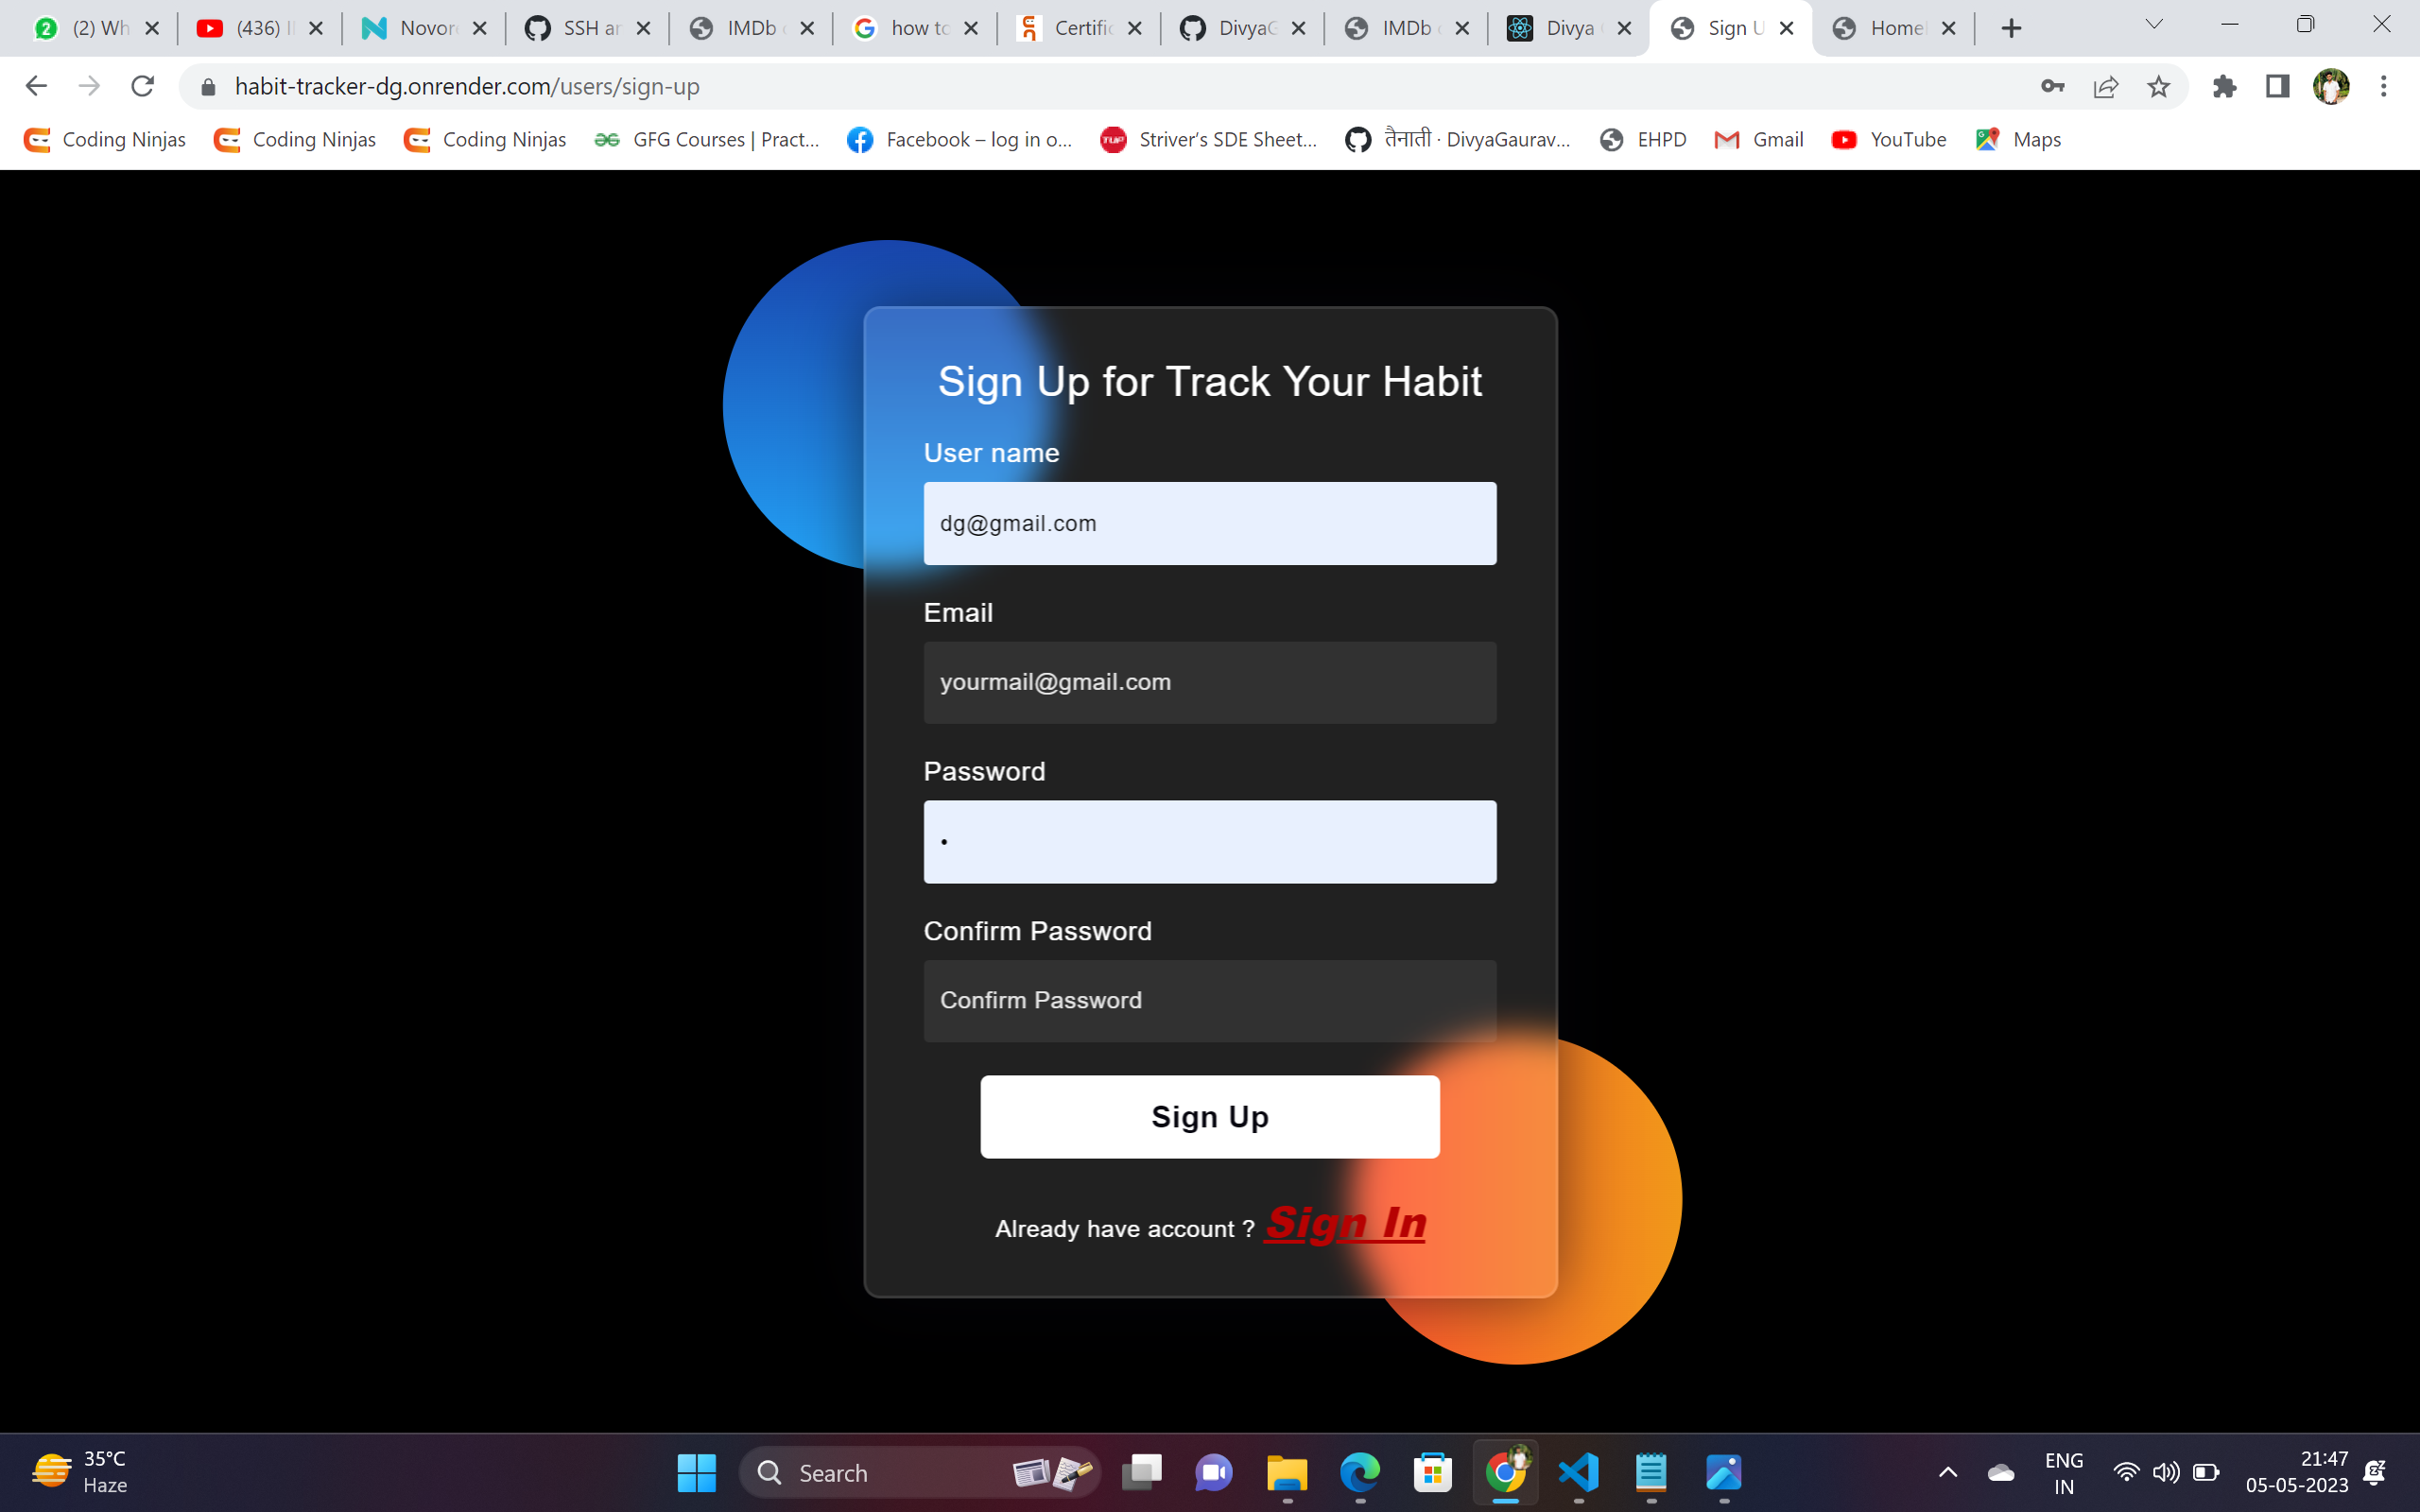 2 (2) Wh
(436) I
Novor
SSH ar
IMDb
how to
Certific
DivyaG
IMDb
Divya
Sign U
Home
habit-tracker-dg.onrender.com/users/sign-up
Coding Ninjas
Coding Ninjas
Coding Ninjas
GFG Courses | Pract...
Facebook – log in o...
TUF
Striver's SDE Sheet...
तैनाती · DivyaGaurav...
EHPD
Gmail
YouTube
Maps
Sign Up for Track Your Habit
User name
dg@gmail.com
Email
yourmail@gmail.com
Password
Confirm Password
Confirm Password
Sign Up
Already have account ? Sign In
35°C
Haze
Search
ENG
IN
21:47
05-05-2023